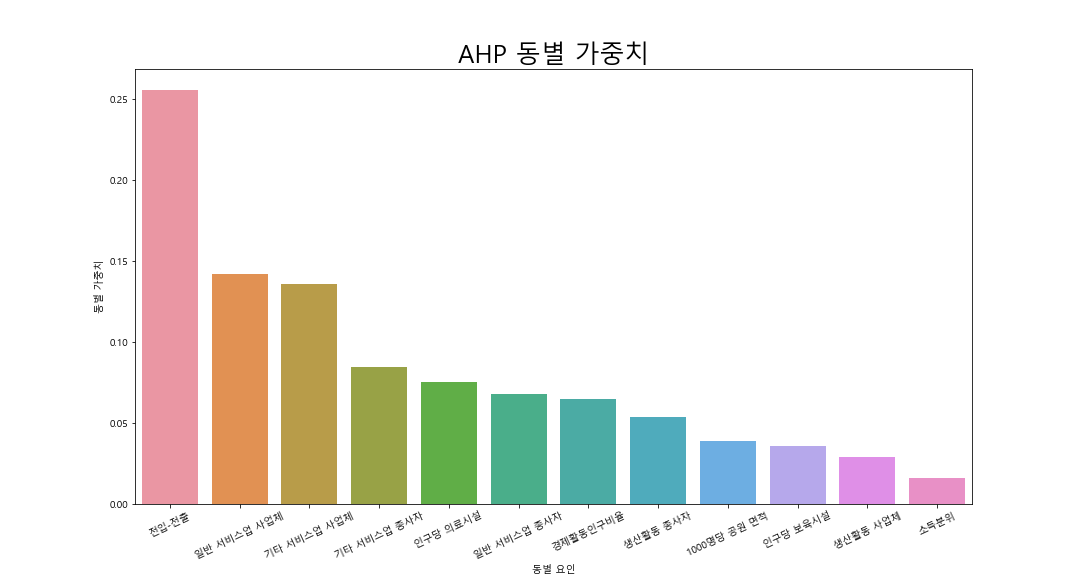 AHP 동별 가중치
동별 가중치
0.25
0.20
0.15
0.10
0.05
0.00
전입-전출
일반 서비스업 사업체
기타 서비스업 사업체
기타 서비스업 종사자
인구당 의료시설
일반 서비스업 종사자
경제활동인구비율
생산활동 종사자
1000명당 공원 면적
인구당 보육시설
생산활동 사업체
소득분위
동별 요인